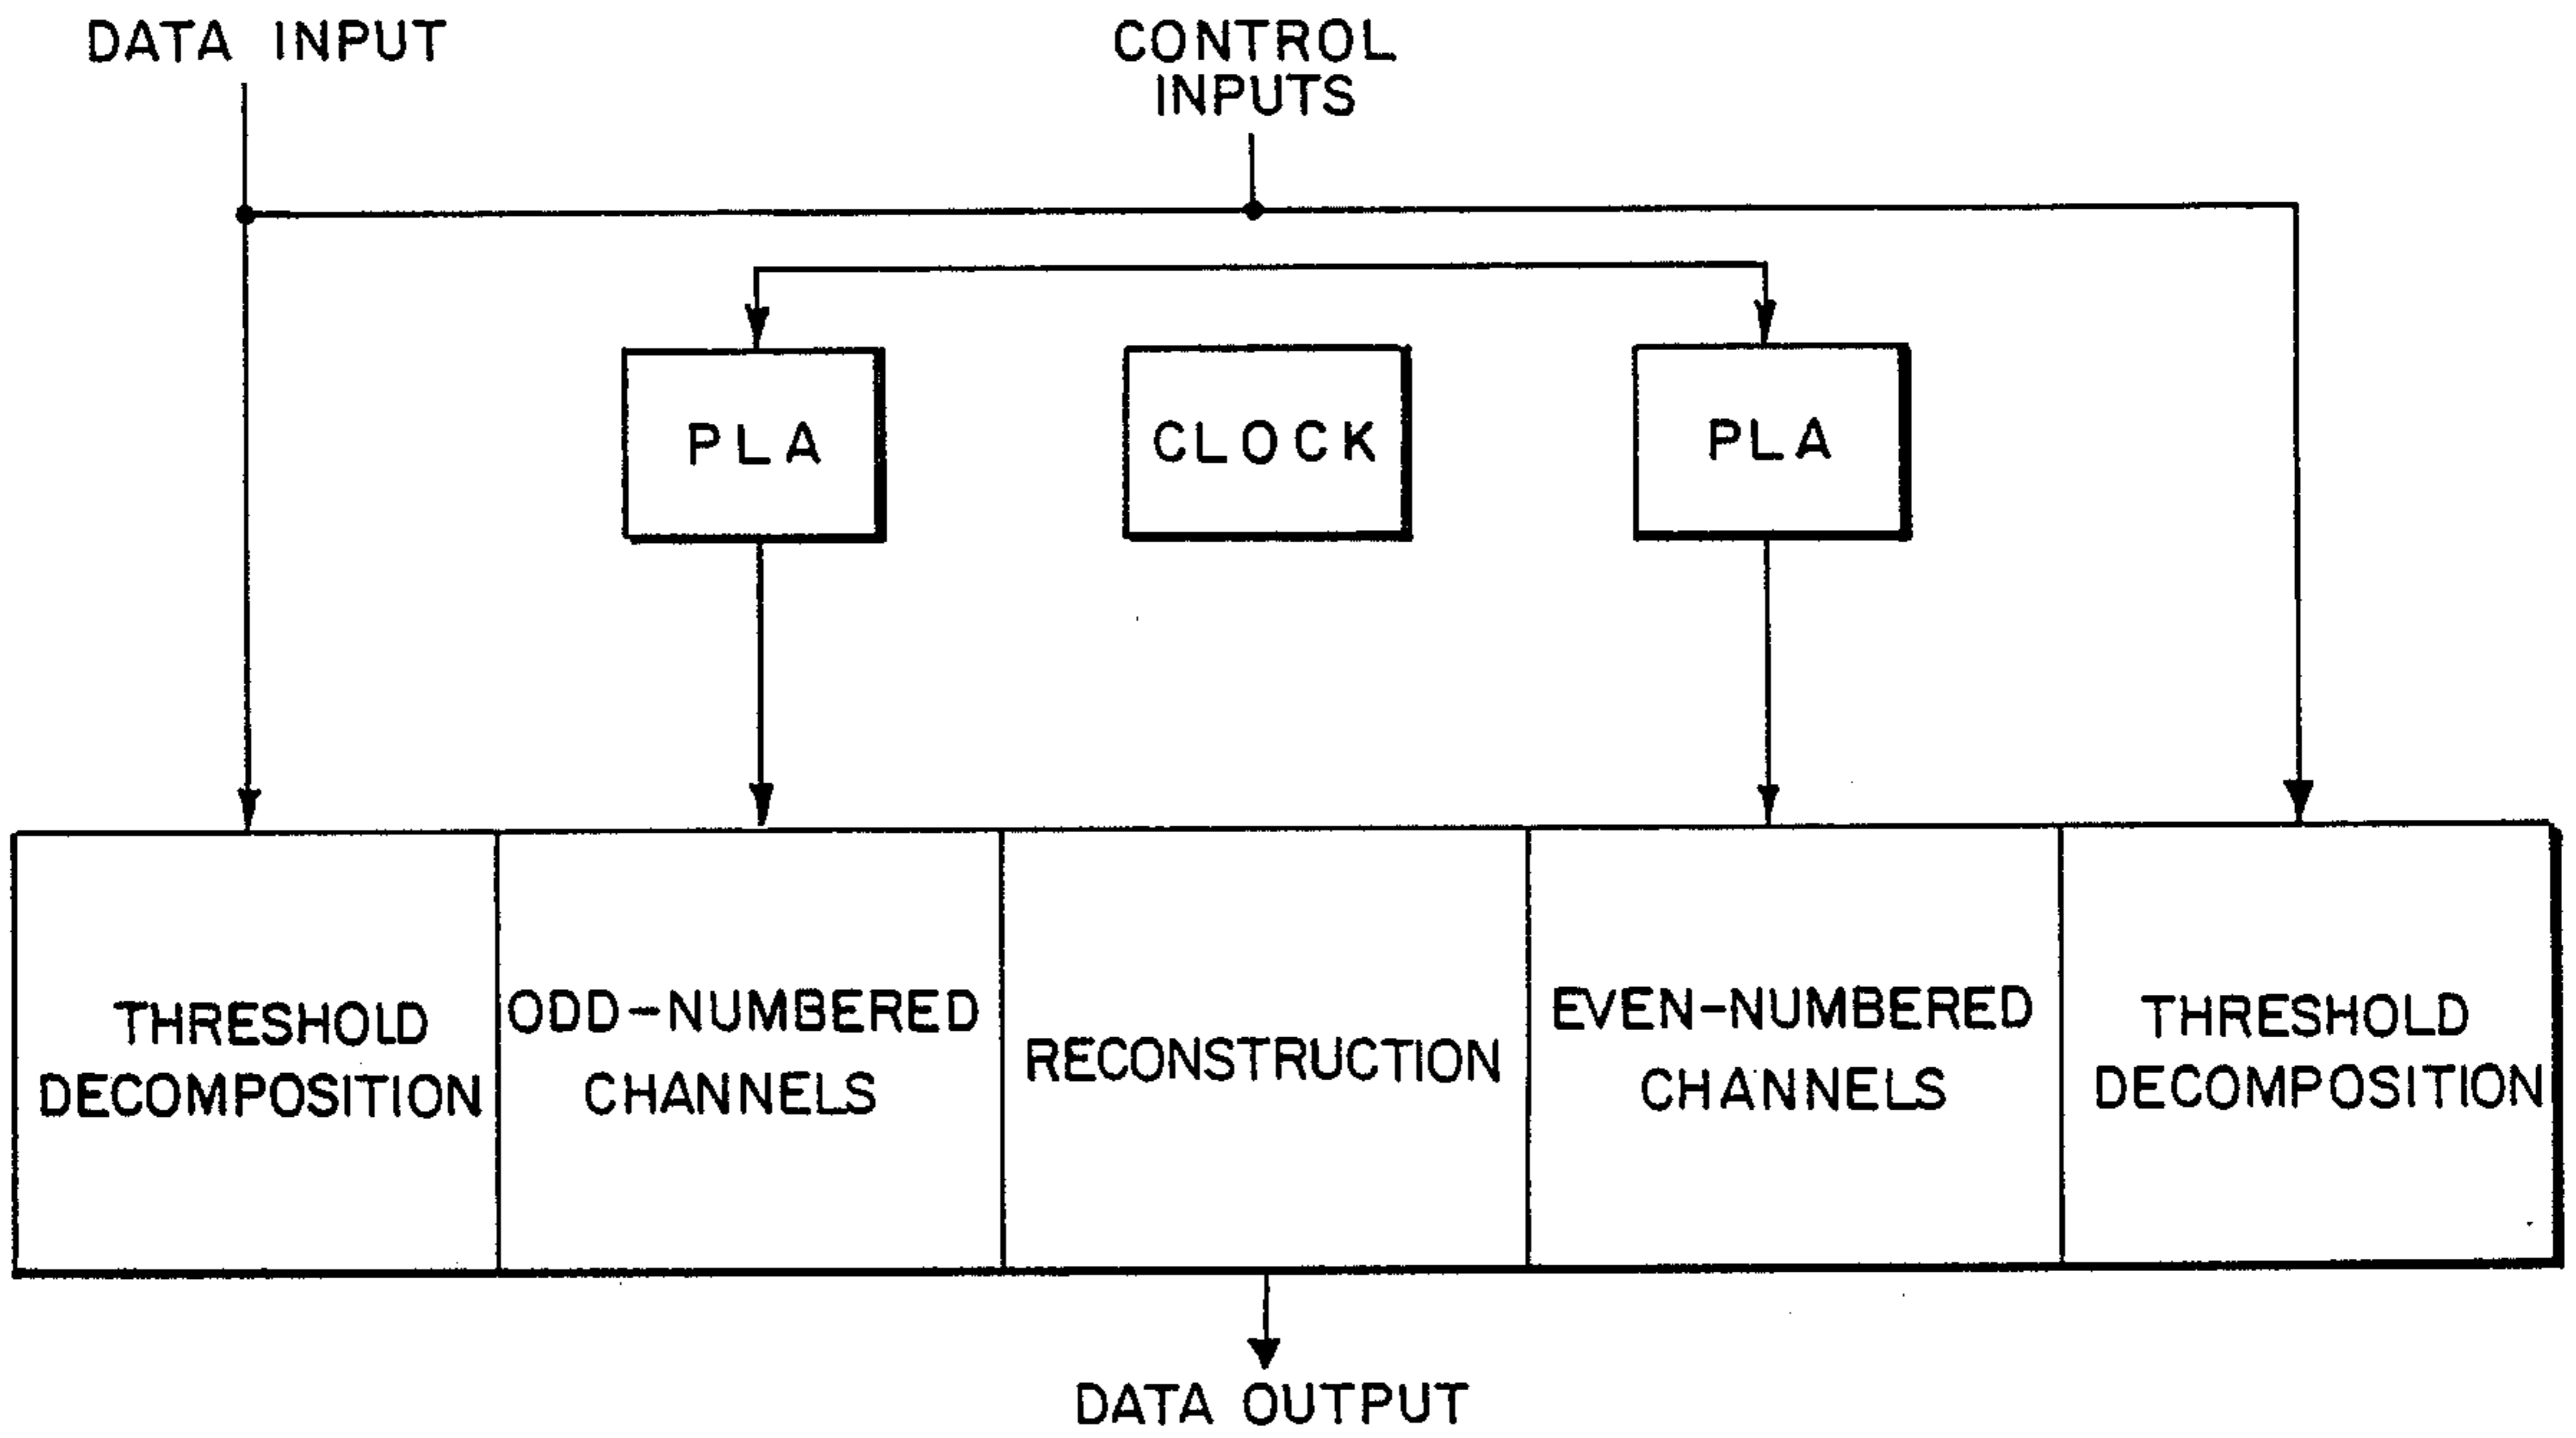 DATA INPUT
CONTROL
INPUTS
PLA
CLOCK
PLA
THRESHOLD
DECOMPOSITION
ODD-NUMBERED
CHANNELS
RECONSTRUCTION
EVEN-NUMBERED
CHANNELS
THRESHOLD
DECOMPOSITION
DATA OUTPUT